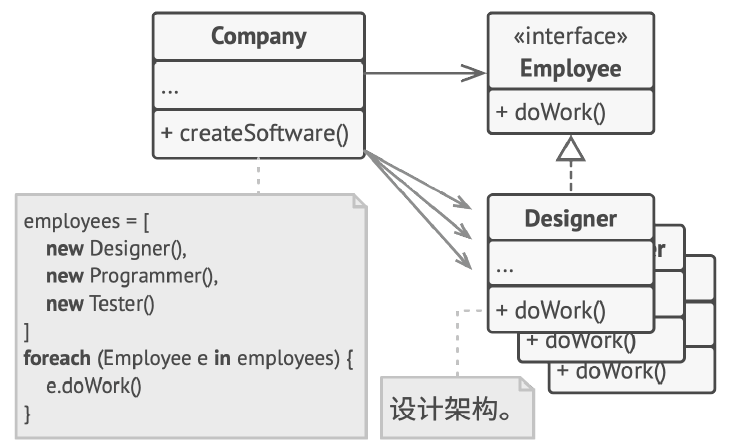 Company
...
+ createSoftware()
«interface»
Employee
+ doWork()
Designer
...
+ doWork()
+ doWork()
+ doWork()
employees = [
new Designer(),
new Programmer(),
new Tester()
]
foreach (Employee e in employees) {
e.doWork()
}
设计架构。